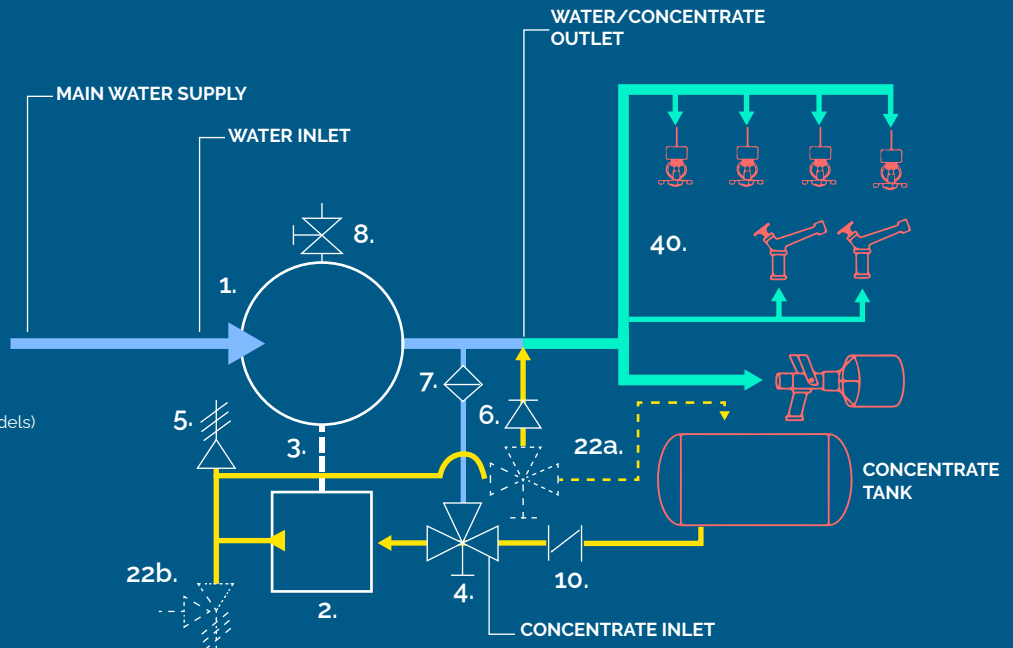 WATER/CONCENTRATE
OUTLET
MAIN WATER SUPPLY
WATER INLET
8.
40.
1.
7.
5.
6.
dels)
3.
22a.
CONCENTRATE
TANK
22b.
4.
10.
2.
CONCENTRATE INLET